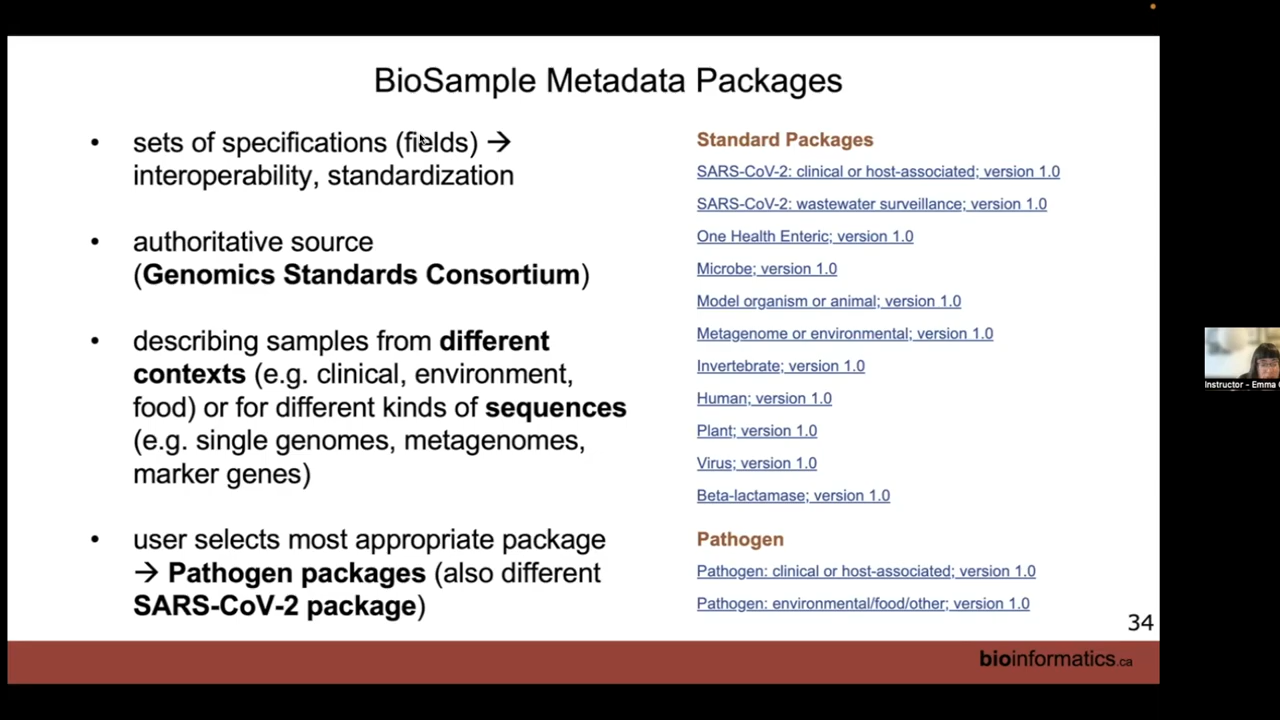 BioSample Metadata Packages
• sets of specifications (fields) →
interoperability, standardization
• authoritative source
(Genomics Standards Consortium)
• describing samples from different
contexts (e.g. clinical, environment,
food) or for different kinds of sequences
(e.g. single genomes, metagenomes,
marker genes)
• user selects most appropriate package
→ Pathogen packages (also different
SARS-CoV-2 package)
Standard Packages
SARS-CoV-2: clinical or host-associated; version 1.0
SARS-CoV-2: wastewater surveillance; version 1.0
One Health Enteric; version 1.0
Microbe; version 1.0
Model organism or animal; version 1.0
Metagenome or environmental; version 1.0
Invertebrate; version 1.0
Human; version 1.0
Plant; version 1.0
Virus; version 1.0
Beta-lactamase; version 1.0
Pathogen
Pathogen: clinical or host-associated; version 1.0
Pathogen: environmental/food/other; version 1.0
34
bioinformatics.ca
Instructor - Emma